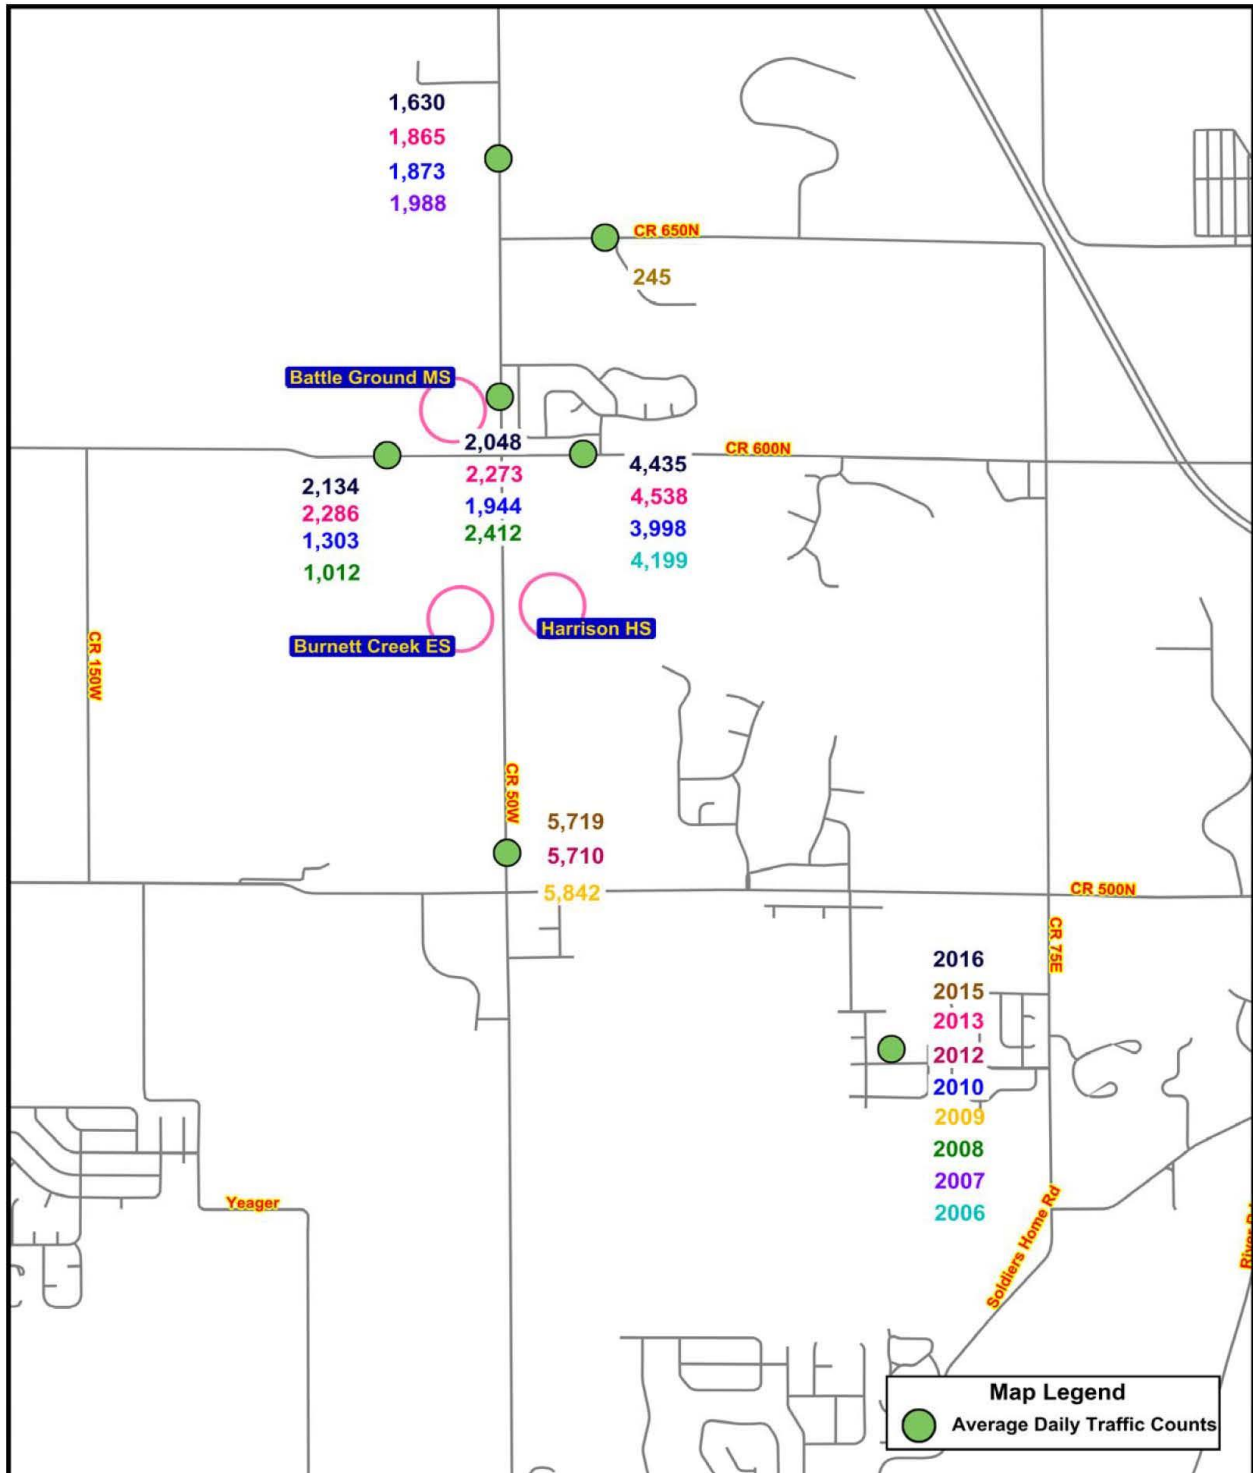 1,630
1,865
1,873
1,988
CR 650N
245
Battle Ground MS
2,048
2,273
1,944
2,412
CR 600N
4,435
4,538
3,998
4,199
2,134
2,286
1,303
1,012
Harrison HS
Burnett Creek ES
CR 150W
CR 50W
5,719
5,710
5,842
CR 500N
CR 75E
2016
2015
2013
2012
2010
2009
2008
2007
2006
Yeager
Soldiers Home Rd
River
Map Legend
Average Daily Traffic Counts